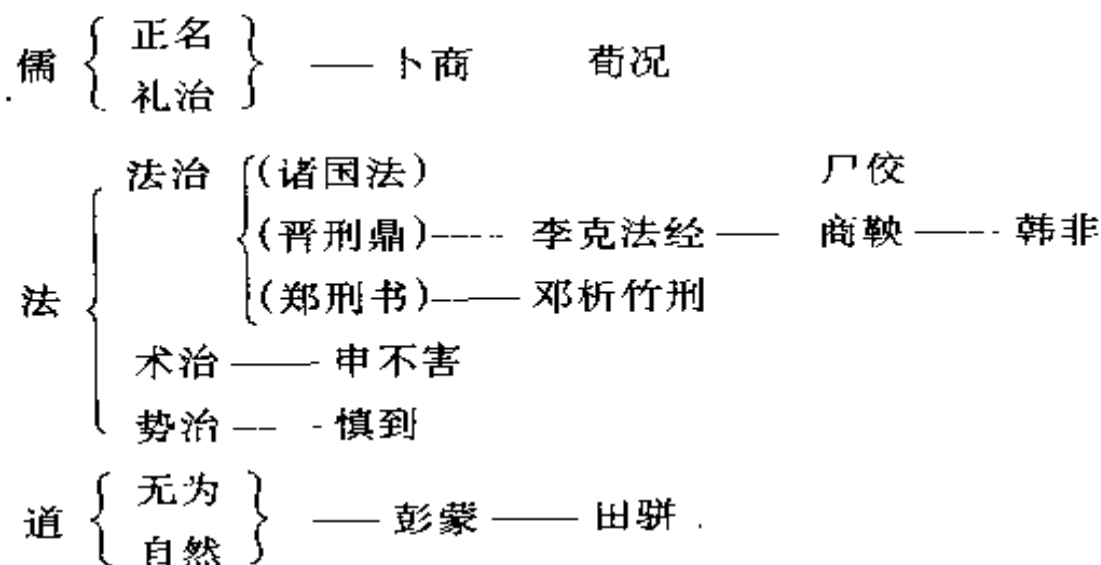 正名
儒 —— 卜商 荀况
礼治
法治 (诸国法) 尸佼
(晋刑鼎)---- 李克法经 —— 商鞅 ---- 韩非
法 (郑刑书)---- 邓析竹刑
术治 —— 申不害
势治 —— 慎到
无为
道 —— 彭蒙 —— 田骈
自然